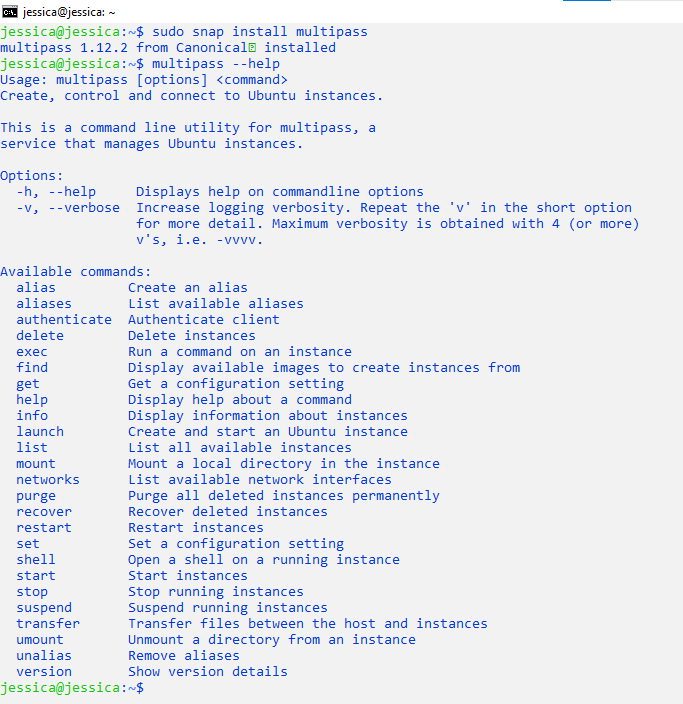 jessica@jessica: ~
jessica@jessica:~$ sudo snap install multipass
multipass 1.12.2 from Canonical installed
jessica@jessica:~$ multipass --help
Usage: multipass [options] <command>
Create, control and connect to Ubuntu instances.

This is a command line utility for multipass, a
service that manages Ubuntu instances.

Options:
  -h, --help     Displays help on commandline options
  -v, --verbose  Increase logging verbosity. Repeat the 'v' in the short option
                 for more detail. Maximum verbosity is obtained with 4 (or more)
                 v's, i.e. -vvvv.

Available commands:
  alias         Create an alias
  aliases       List available aliases
  authenticate  Authenticate client
  delete        Delete instances
  exec          Run a command on an instance
  find          Display available images to create instances from
  get           Get a configuration setting
  help          Display help about a command
  info          Display information about instances
  launch        Create and start an Ubuntu instance
  list          List all available instances
  mount         Mount a local directory in the instance
  networks      List available network interfaces
  purge         Purge all deleted instances permanently
  recover       Recover deleted instances
  restart       Restart instances
  set           Set a configuration setting
  shell         Open a shell on a running instance
  start         Start instances
  stop          Stop running instances
  suspend       Suspend running instances
  transfer      Transfer files between the host and instances
  umount        Unmount a directory from an instance
  unalias       Remove aliases
  version       Show version details
jessica@jessica:~$